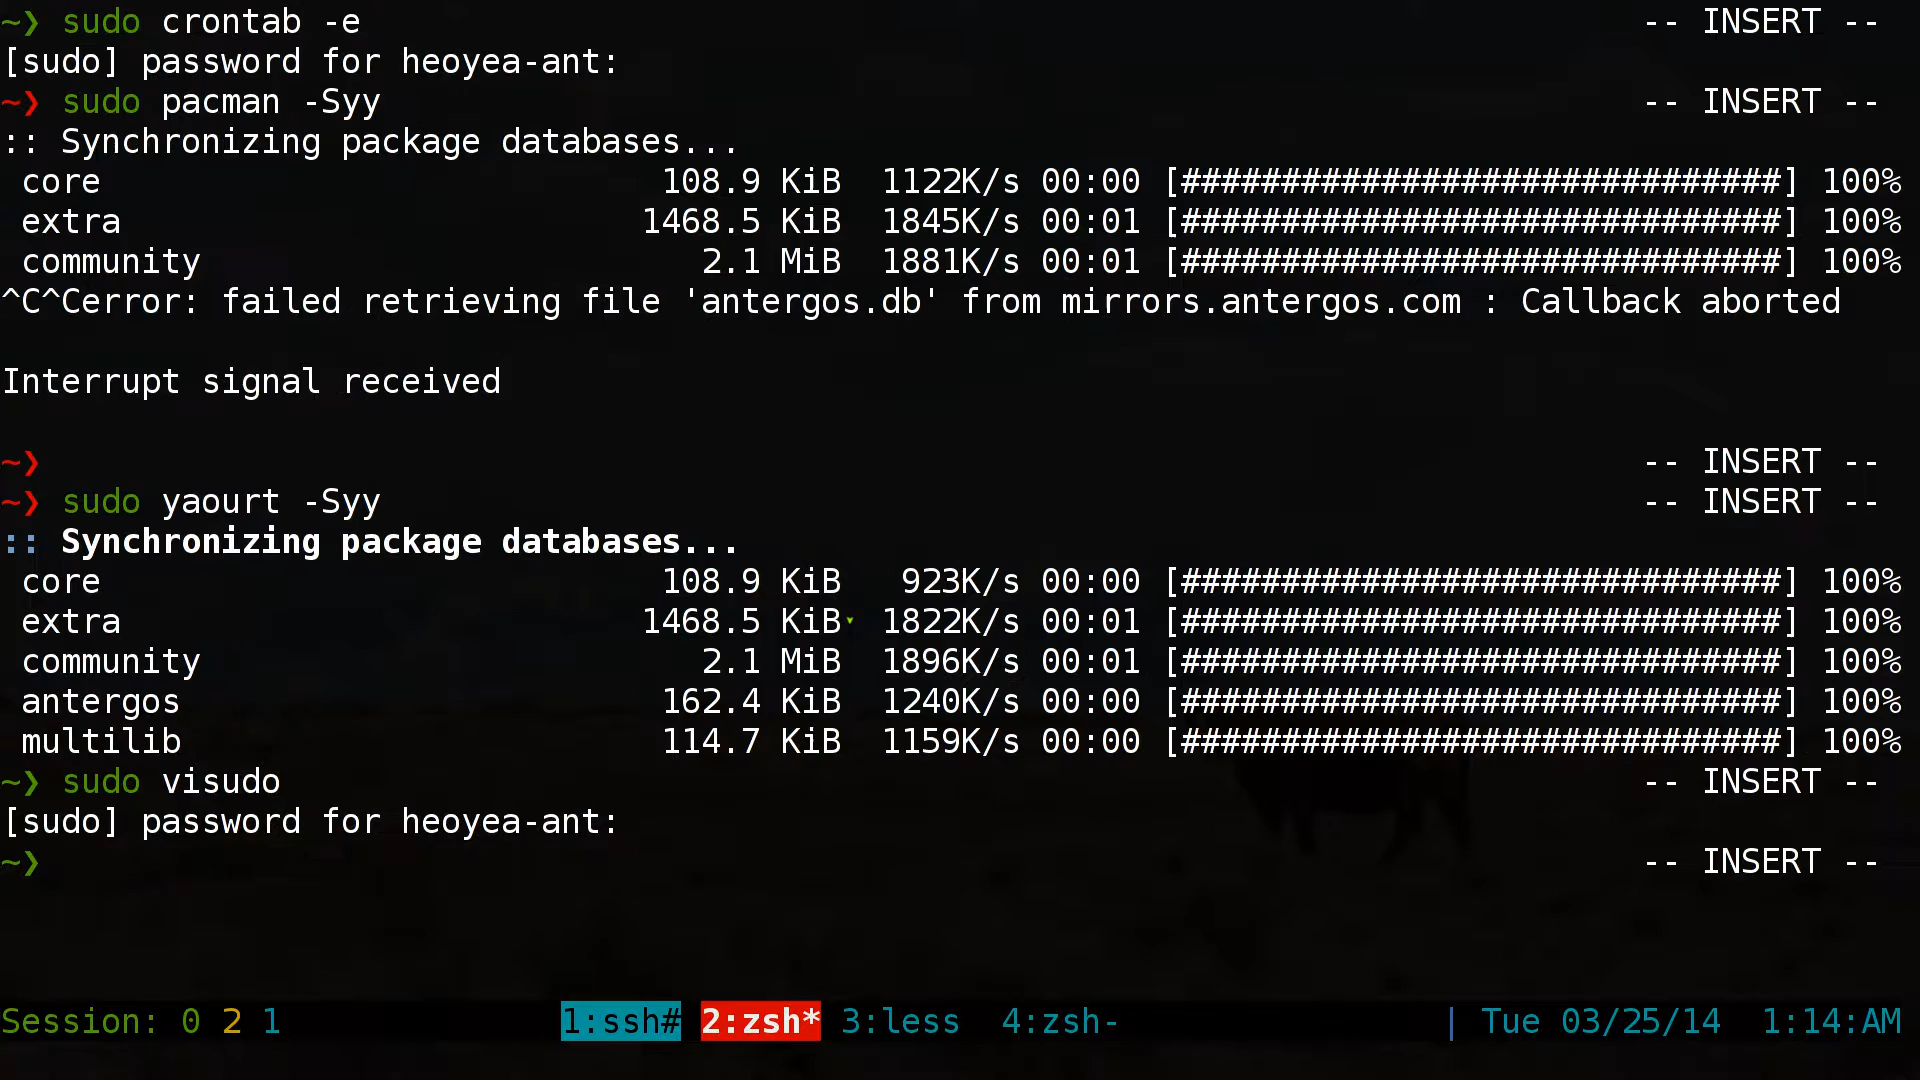 ~❯ sudo crontab -e -- INSERT --
[sudo] password for heoyea-ant:
~❯ sudo pacman -Syy -- INSERT --
:: Synchronizing package databases...
core 108.9 KiB 1122K/s 00:00 [##############################] 100%
extra 1468.5 KiB 1845K/s 00:01 [##############################] 100%
community 2.1 MiB 1881K/s 00:01 [##############################] 100%
^C^Cerror: failed retrieving file 'antergos.db' from mirrors.antergos.com : Callback aborted
Interrupt signal received
~❯ -- INSERT --
~❯ sudo yaourt -Syy -- INSERT --
:: Synchronizing package databases...
core 108.9 KiB 923K/s 00:00 [##############################] 100%
extra 1468.5 KiB 1822K/s 00:01 [##############################] 100%
community 2.1 MiB 1896K/s 00:01 [##############################] 100%
antergos 162.4 KiB 1240K/s 00:00 [##############################] 100%
multilib 114.7 KiB 1159K/s 00:00 [##############################] 100%
~❯ sudo visudo -- INSERT --
[sudo] password for heoyea-ant:
~❯ -- INSERT --
Session: 0 2 1 1:ssh# 2:zsh* 3:less 4:zsh- | Tue 03/25/14 1:14:AM